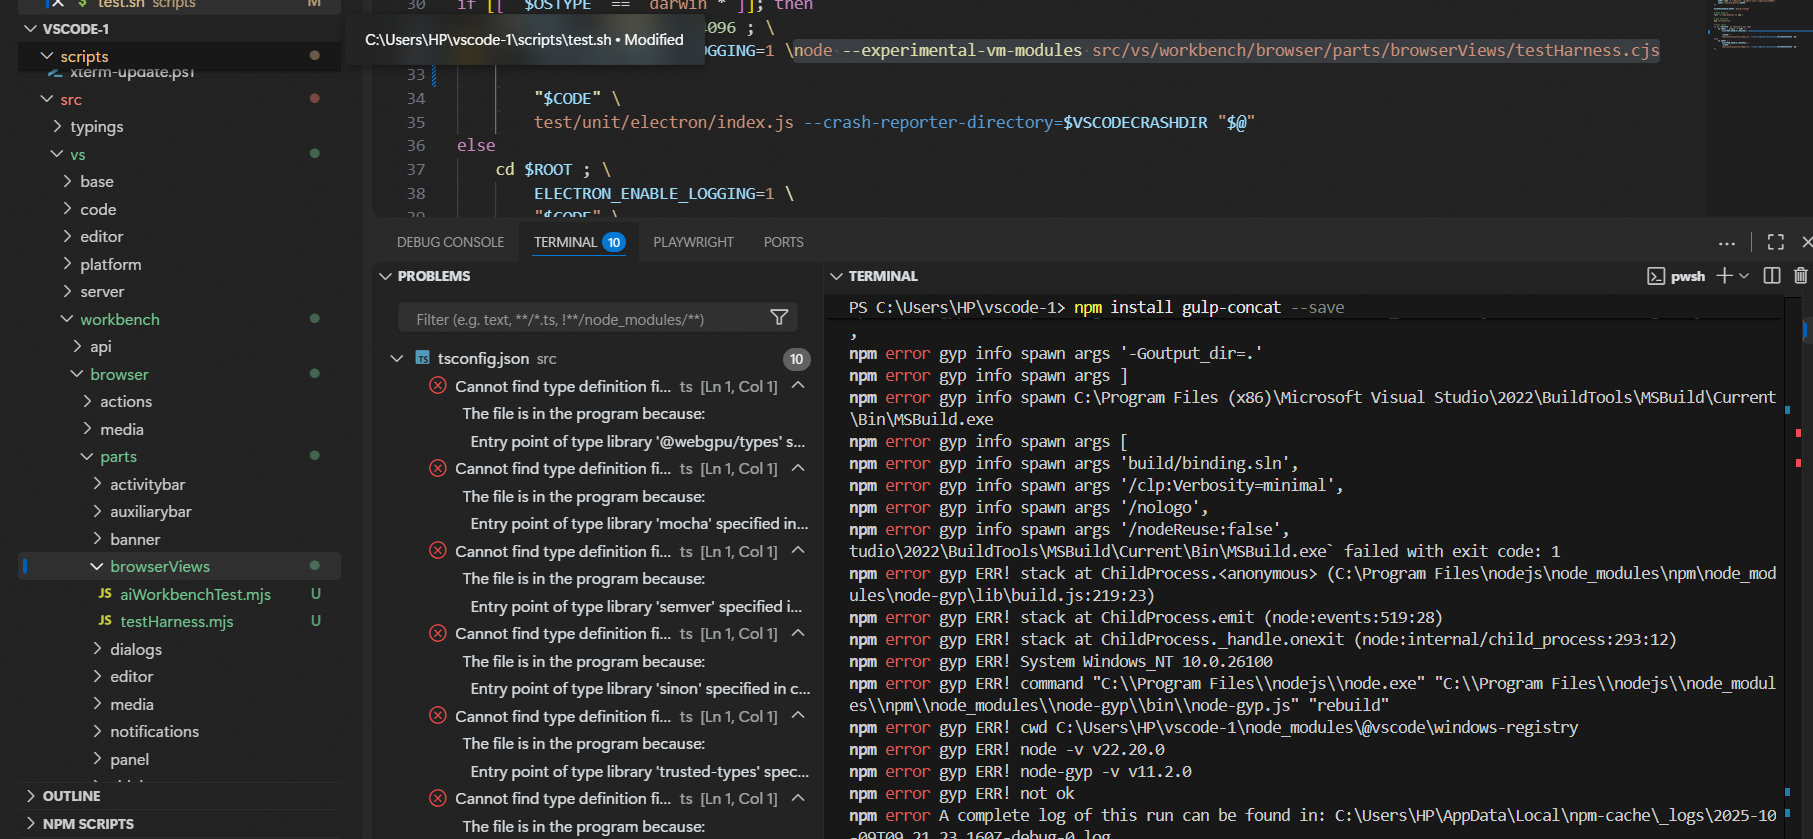 test.sh scripts M
VSCODE-1
scripts
xterm-update.ps1
src
typings
vs
base
code
editor
platform
server
workbench
api
browser
actions
media
parts
activitybar
auxiliarybar
banner
browserViews
JS aiWorkbenchTest.mjs U
JS testHarness.mjs U
dialogs
editor
media
notifications
panel
OUTLINE
NPM SCRIPTS
C:\Users\HP\vscode-1\scripts\test.sh • Modified
30 if [[ "$OSTYPE" == "darwin"* ]]; then
4096 ; \
OGGING=1 \node --experimental-vm-modules src/vs/workbench/browser/parts/browserViews/testHarness.cjs
33
34 "$CODE" \
35 test/unit/electron/index.js --crash-reporter-directory=$VSCODECRASHDIR "$@"
36 else
37 cd $ROOT ; \
38 ELECTRON_ENABLE_LOGGING=1 \
39 "$CODE" \
DEBUG CONSOLE TERMINAL 10 PLAYWRIGHT PORTS
PROBLEMS
Filter (e.g. text, **/*.ts, !**/node_modules/**)
TS tsconfig.json src 10
Cannot find type definition fi... ts [Ln 1, Col 1]
The file is in the program because:
Entry point of type library '@webgpu/types' s...
Cannot find type definition fi... ts [Ln 1, Col 1]
The file is in the program because:
Entry point of type library 'mocha' specified in...
Cannot find type definition fi... ts [Ln 1, Col 1]
The file is in the program because:
Entry point of type library 'semver' specified i...
Cannot find type definition fi... ts [Ln 1, Col 1]
The file is in the program because:
Entry point of type library 'sinon' specified in c...
Cannot find type definition fi... ts [Ln 1, Col 1]
The file is in the program because:
Entry point of type library 'trusted-types' spec...
Cannot find type definition fi... ts [Ln 1, Col 1]
The file is in the program because:
TERMINAL pwsh
PS C:\Users\HP\vscode-1> npm install gulp-concat --save
,
npm error gyp info spawn args '-Goutput_dir=.'
npm error gyp info spawn args ]
npm error gyp info spawn C:\Program Files (x86)\Microsoft Visual Studio\2022\BuildTools\MSBuild\Current
\Bin\MSBuild.exe
npm error gyp info spawn args [
npm error gyp info spawn args 'build/binding.sln',
npm error gyp info spawn args '/clp:Verbosity=minimal',
npm error gyp info spawn args '/nologo',
npm error gyp info spawn args '/nodeReuse:false',
tudio\2022\BuildTools\MSBuild\Current\Bin\MSBuild.exe` failed with exit code: 1
npm error gyp ERR! stack at ChildProcess.<anonymous> (C:\Program Files\nodejs\node_modules\npm\node_mod
ules\node-gyp\lib\build.js:219:23)
npm error gyp ERR! stack at ChildProcess.emit (node:events:519:28)
npm error gyp ERR! stack at ChildProcess._handle.onexit (node:internal/child_process:293:12)
npm error gyp ERR! System Windows_NT 10.0.26100
npm error gyp ERR! command "C:\\Program Files\\nodejs\\node.exe" "C:\\Program Files\\nodejs\\node_modul
es\\npm\\node_modules\\node-gyp\\bin\\node-gyp.js" "rebuild"
npm error gyp ERR! cwd C:\Users\HP\vscode-1\node_modules\@vscode\windows-registry
npm error gyp ERR! node -v v22.20.0
npm error gyp ERR! node-gyp -v v11.2.0
npm error gyp ERR! not ok
npm error A complete log of this run can be found in: C:\Users\HP\AppData\Local\npm-cache\_logs\2025-10
-09T09_21_23_160Z-debug-0.log